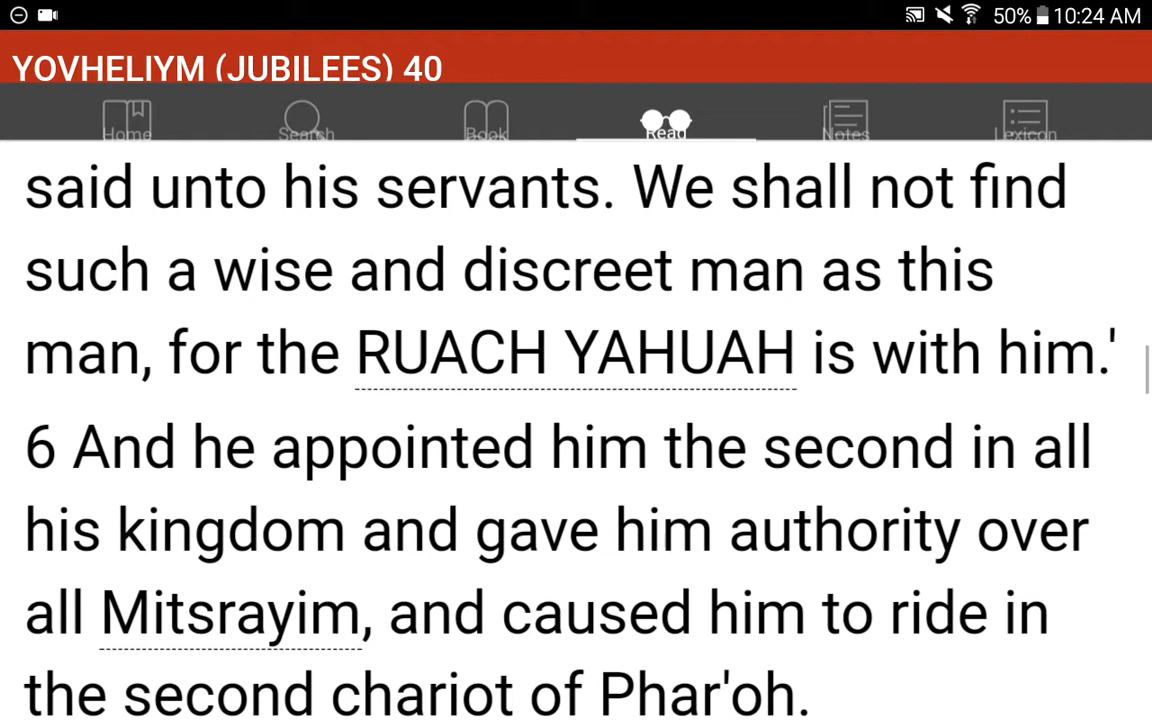 50% 10:24 AM
YOVHELIYM (JUBILEES) 40
Home Search Book Read Notes Lexicon
said unto his servants. We shall not find
such a wise and discreet man as this
man, for the RUACH YAHUAH is with him.'
6 And he appointed him the second in all
his kingdom and gave him authority over
all Mitsrayim, and caused him to ride in
the second chariot of Phar'oh.